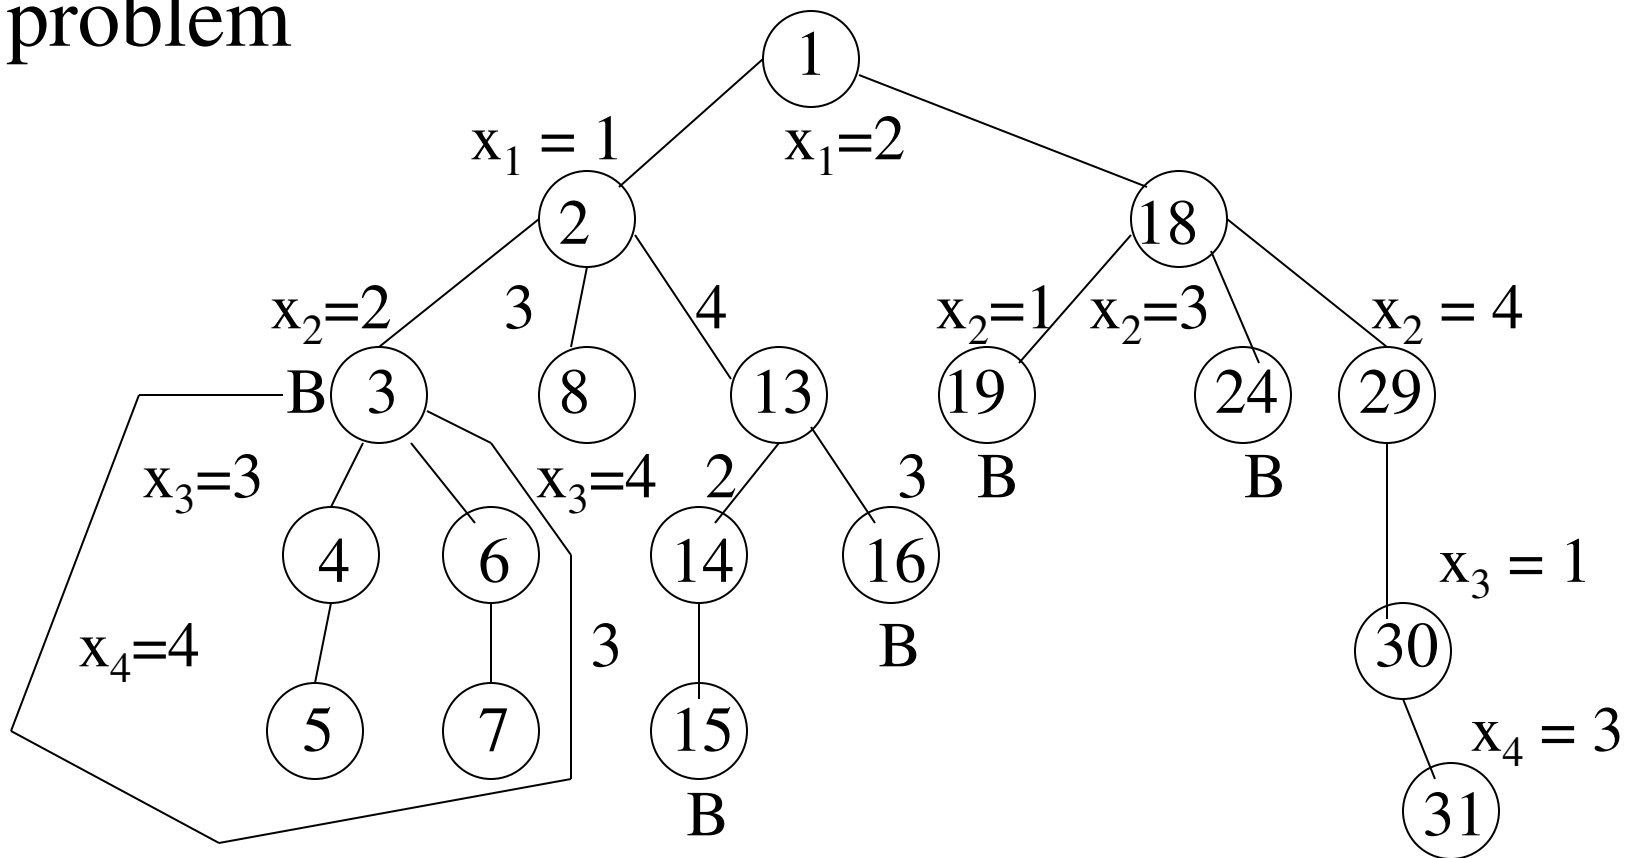 problem
1
x₁ = 1 x₁=2
2 18
x₂=2 3 4 x₂=1 x₂=3 x₂ = 4
B 3 8 13 19 24 29
x₃=3 x₃=4 2 3 B B
4 6 14 16 x₃ = 1
x₄=4 3 B 30
5 7 15 x₄ = 3
B 31